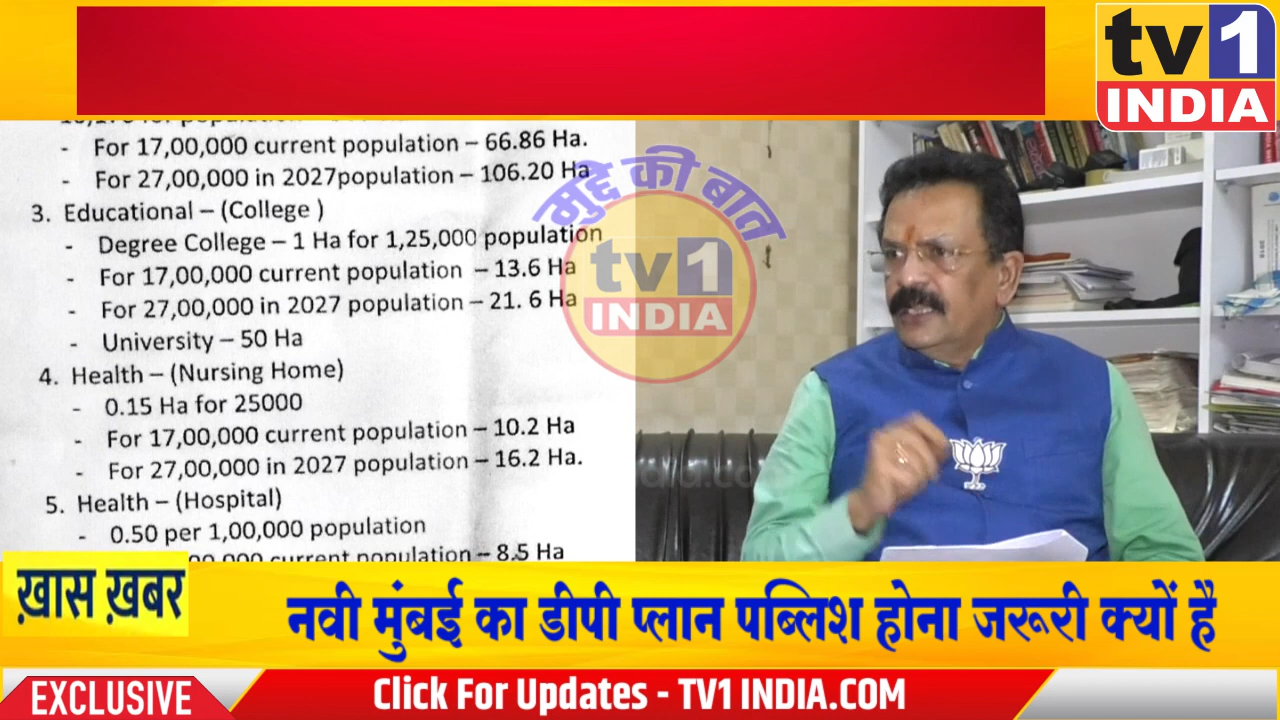 tv1
INDIA
- For 17,00,000 current population – 66.86 Ha.
- For 27,00,000 in 2027population – 106.20 Ha
3. Educational – (College )
- Degree College – 1 Ha for 1,25,000 population
- For 17,00,000 current population – 13.6 Ha
- For 27,00,000 in 2027 population – 21. 6 Ha
- University – 50 Ha
4. Health – (Nursing Home)
- 0.15 Ha for 25000
- For 17,00,000 current population – 10.2 Ha
- For 27,00,000 in 2027 population – 16.2 Ha.
5. Health – (Hospital)
- 0.50 per 1,00,000 population
current population – 8.5 Ha
मुद्दे की बात
tv1
INDIA
ख़ास ख़बर
नवी मुंबई का डीपी प्लान पब्लिश होना जरूरी क्यों है
EXCLUSIVE
Click For Updates - TV1 INDIA.COM